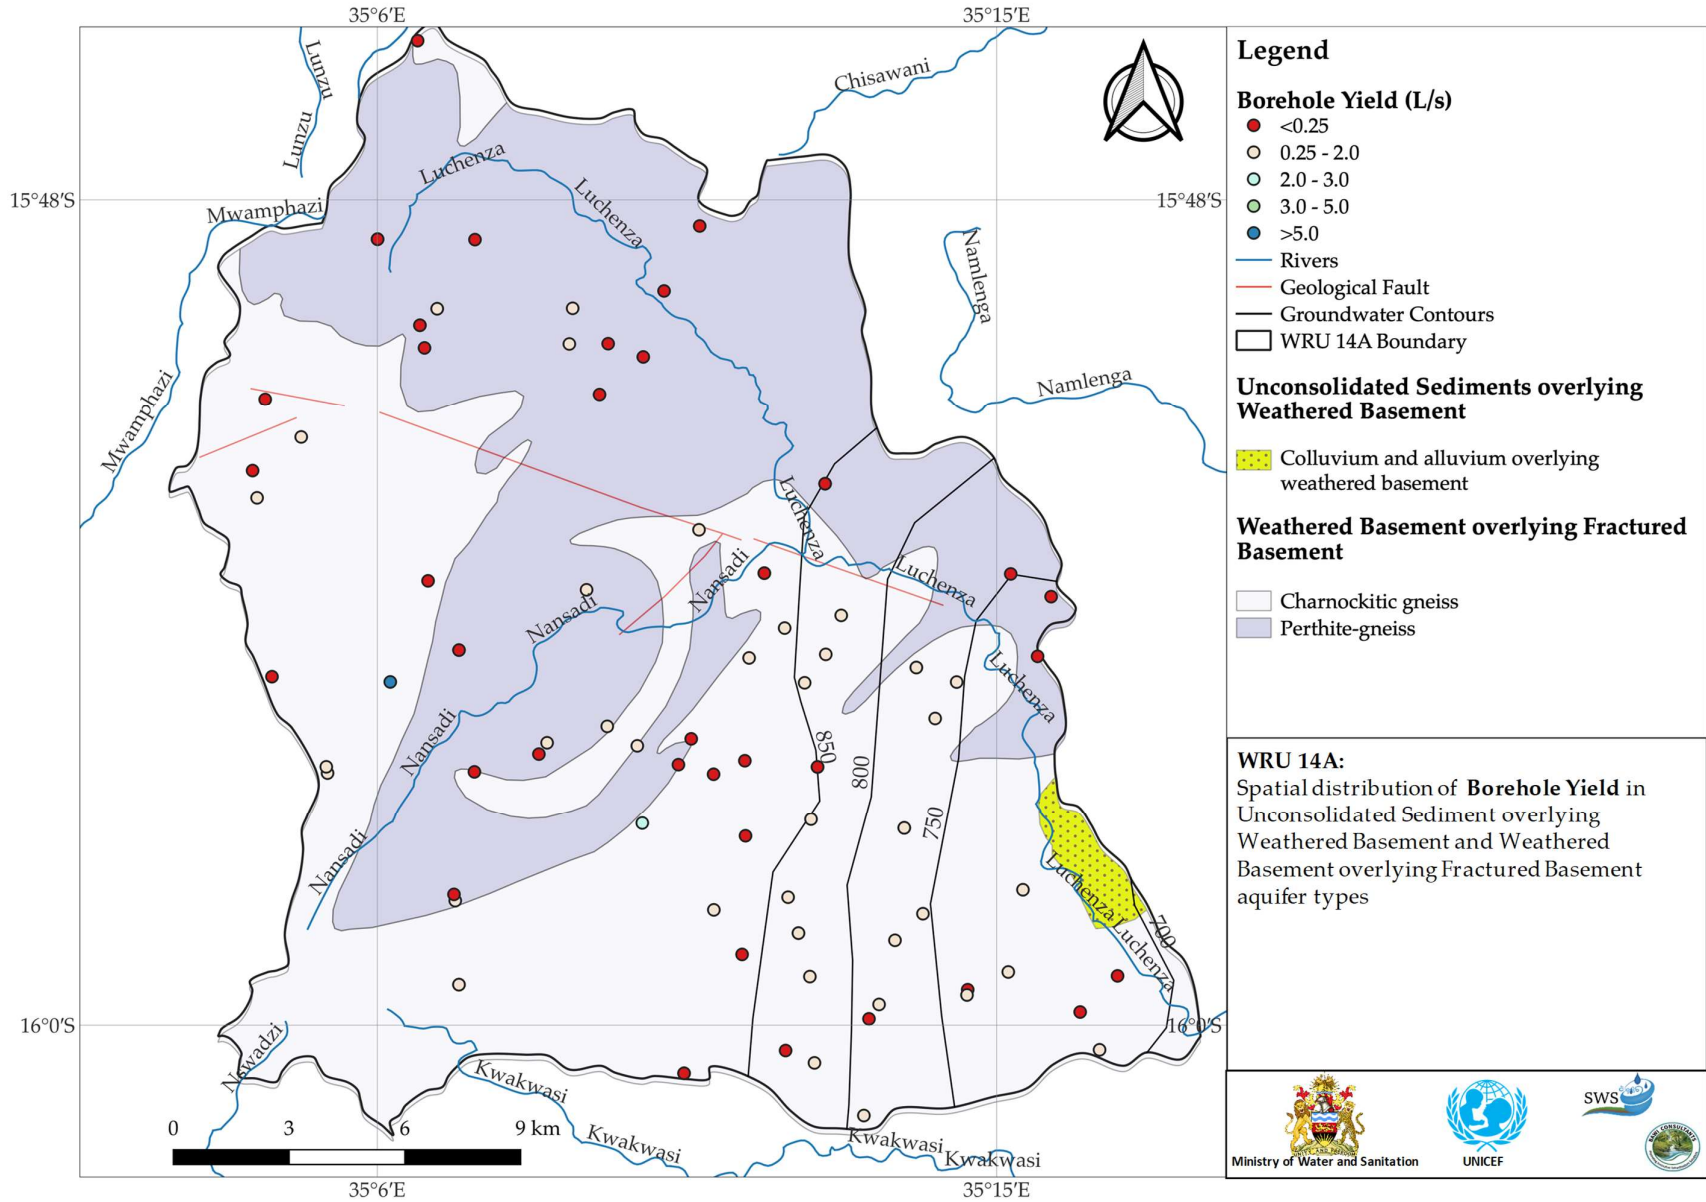 35°6'E
35°15'E
Lunzu
Lunzu
Chisawani
Luchenza
Luchenza
Mwamphazi
15°48'S
15°48'S
Namlenga
Namlenga
Mwamphazi
Luchenza
Luchenza
Nansadi
Nansadi
Luchenza
Nansadi
850
800
750
Nansadi
Luchenza
Luchenza
700
16°0'S
16°0'S
Nswadzi
Kwakwasi
Kwakwasi
Kwakwasi
Kwakwasi
0 3 6 9 km
35°6'E
35°15'E
Legend
Borehole Yield (L/s)
<0.25
0.25 - 2.0
2.0 - 3.0
3.0 - 5.0
>5.0
Rivers
Geological Fault
Groundwater Contours
WRU 14A Boundary
Unconsolidated Sediments overlying
Weathered Basement
Colluvium and alluvium overlying
weathered basement
Weathered Basement overlying Fractured
Basement
Charnockitic gneiss
Perthite-gneiss
WRU 14A:
Spatial distribution of Borehole Yield in
Unconsolidated Sediment overlying
Weathered Basement and Weathered
Basement overlying Fractured Basement
aquifer types
Ministry of Water and Sanitation
UNICEF
SWS